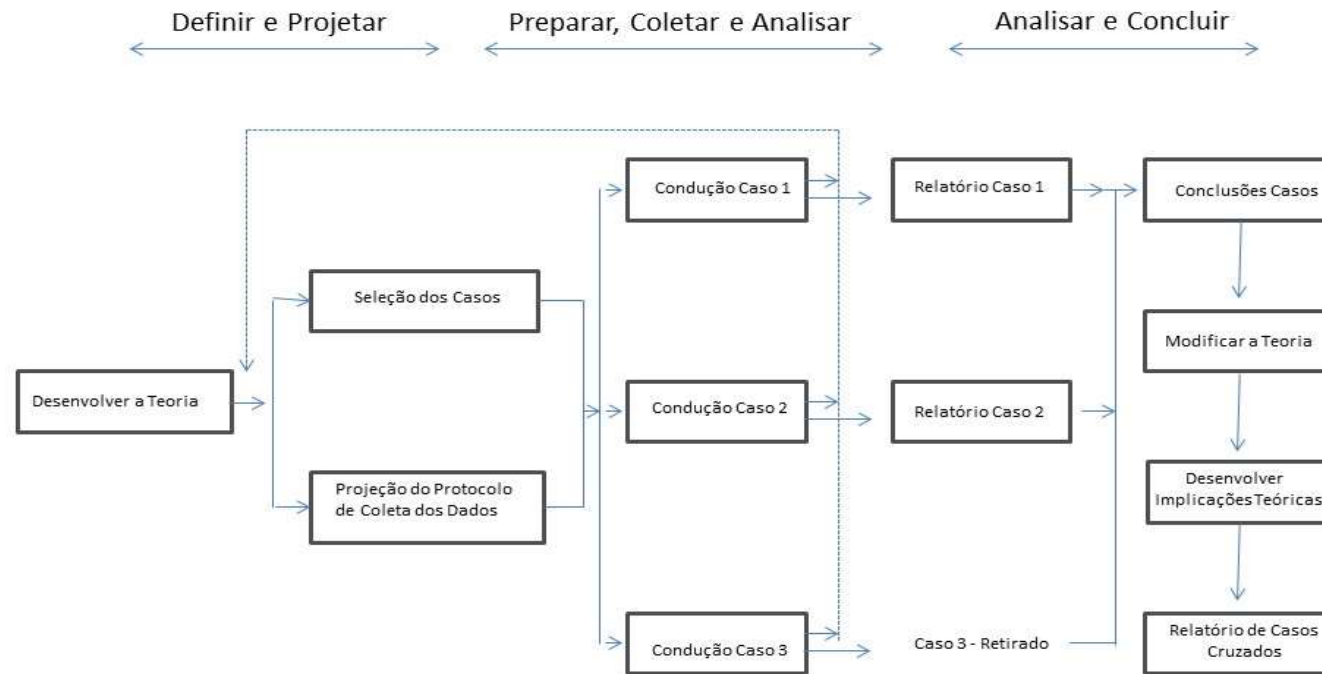 Definir e Projetar
Preparar, Coletar e Analisar
Analisar e Concluir
Condução Caso 1
Relatório Caso 1
Conclusões Casos
Seleção dos Casos
Modificar a Teoria
Desenvolver a Teoria
Condução Caso 2
Relatório Caso 2
Projeção do Protocolo
de Coleta dos Dados
Desenvolver
Implicações Teóricas
Condução Caso 3
Caso 3 - Retirado
Relatório de Casos
Cruzados